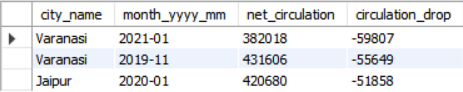 city_name month_yyyy_mm net_circulation circulation_drop
Varanasi 2021-01 382018 -59807
Varanasi 2019-11 431606 -55649
Jaipur 2020-01 420680 -51858